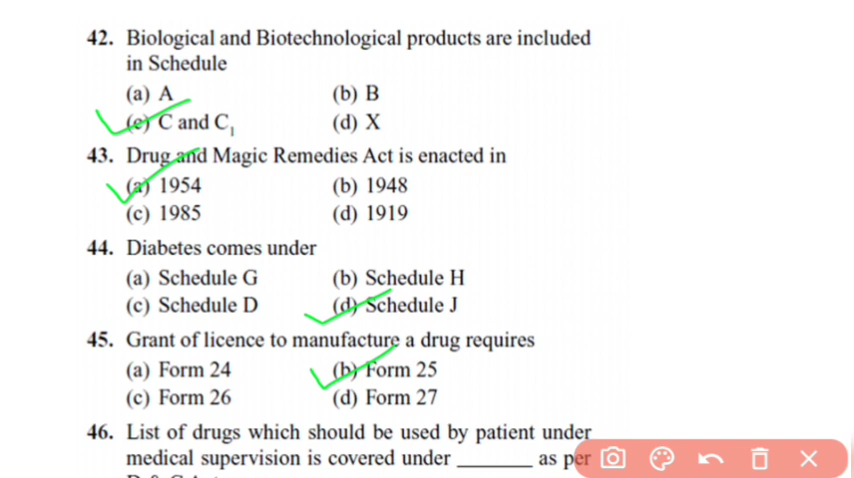 42. Biological and Biotechnological products are included
in Schedule
(a) A (b) B
(c) C and C₁ (d) X
43. Drug and Magic Remedies Act is enacted in
(a) 1954 (b) 1948
(c) 1985 (d) 1919
44. Diabetes comes under
(a) Schedule G (b) Schedule H
(c) Schedule D (d) Schedule J
45. Grant of licence to manufacture a drug requires
(a) Form 24 (b) Form 25
(c) Form 26 (d) Form 27
46. List of drugs which should be used by patient under
medical supervision is covered under ________ as per